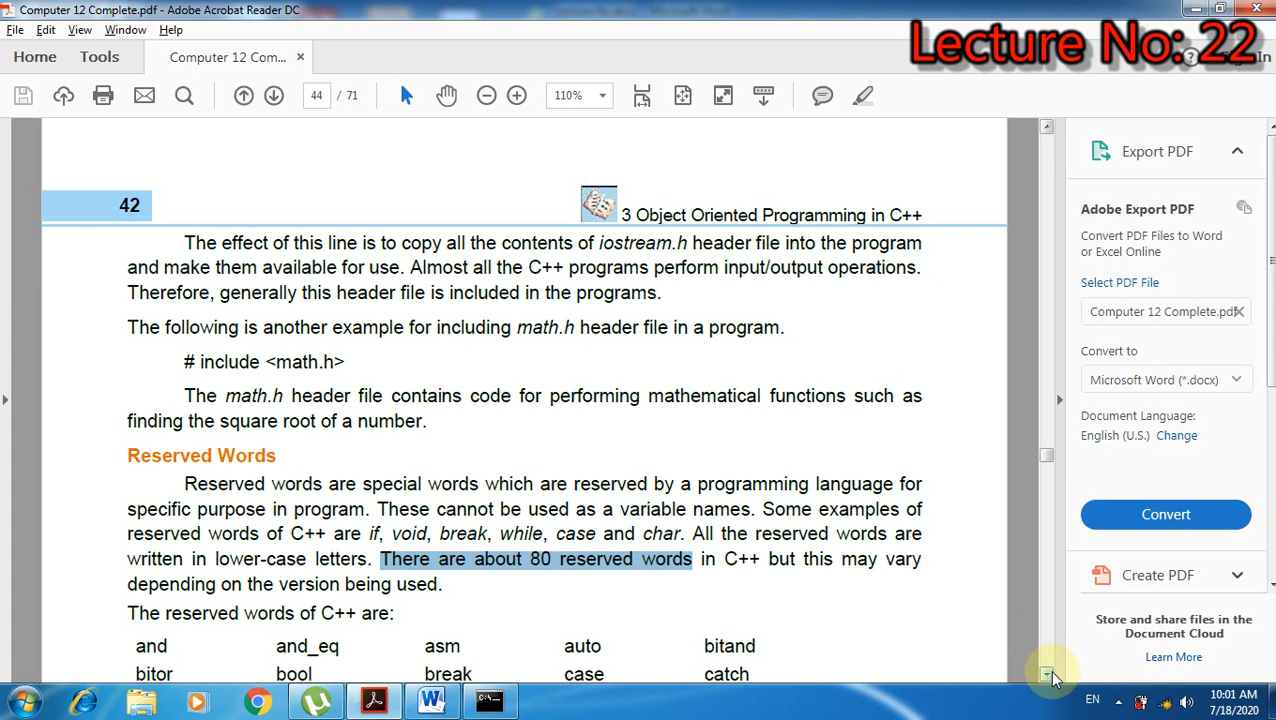 Computer 12 Complete.pdf - Adobe Acrobat Reader DC
File Edit View Window Help
Lecture No: 22
Home Tools Computer 12 Com... ×
In
44 / 71 110%
42 3 Object Oriented Programming in C++
The effect of this line is to copy all the contents of iostream.h header file into the program
and make them available for use. Almost all the C++ programs perform input/output operations.
Therefore, generally this header file is included in the programs.
The following is another example for including math.h header file in a program.
# include <math.h>
The math.h header file contains code for performing mathematical functions such as
finding the square root of a number.
Reserved Words
Reserved words are special words which are reserved by a programming language for
specific purpose in program. These cannot be used as a variable names. Some examples of
reserved words of C++ are if, void, break, while, case and char. All the reserved words are
written in lower-case letters. There are about 80 reserved words in C++ but this may vary
depending on the version being used.
The reserved words of C++ are:
and and_eq asm auto bitand
bitor bool break case catch
Export PDF
Adobe Export PDF
Convert PDF Files to Word
or Excel Online
Select PDF File
Computer 12 Complete.pdf
Convert to
Microsoft Word (*.docx)
Document Language:
English (U.S.) Change
Convert
Create PDF
Store and share files in the
Document Cloud
Learn More
EN
10:01 AM
7/18/2020